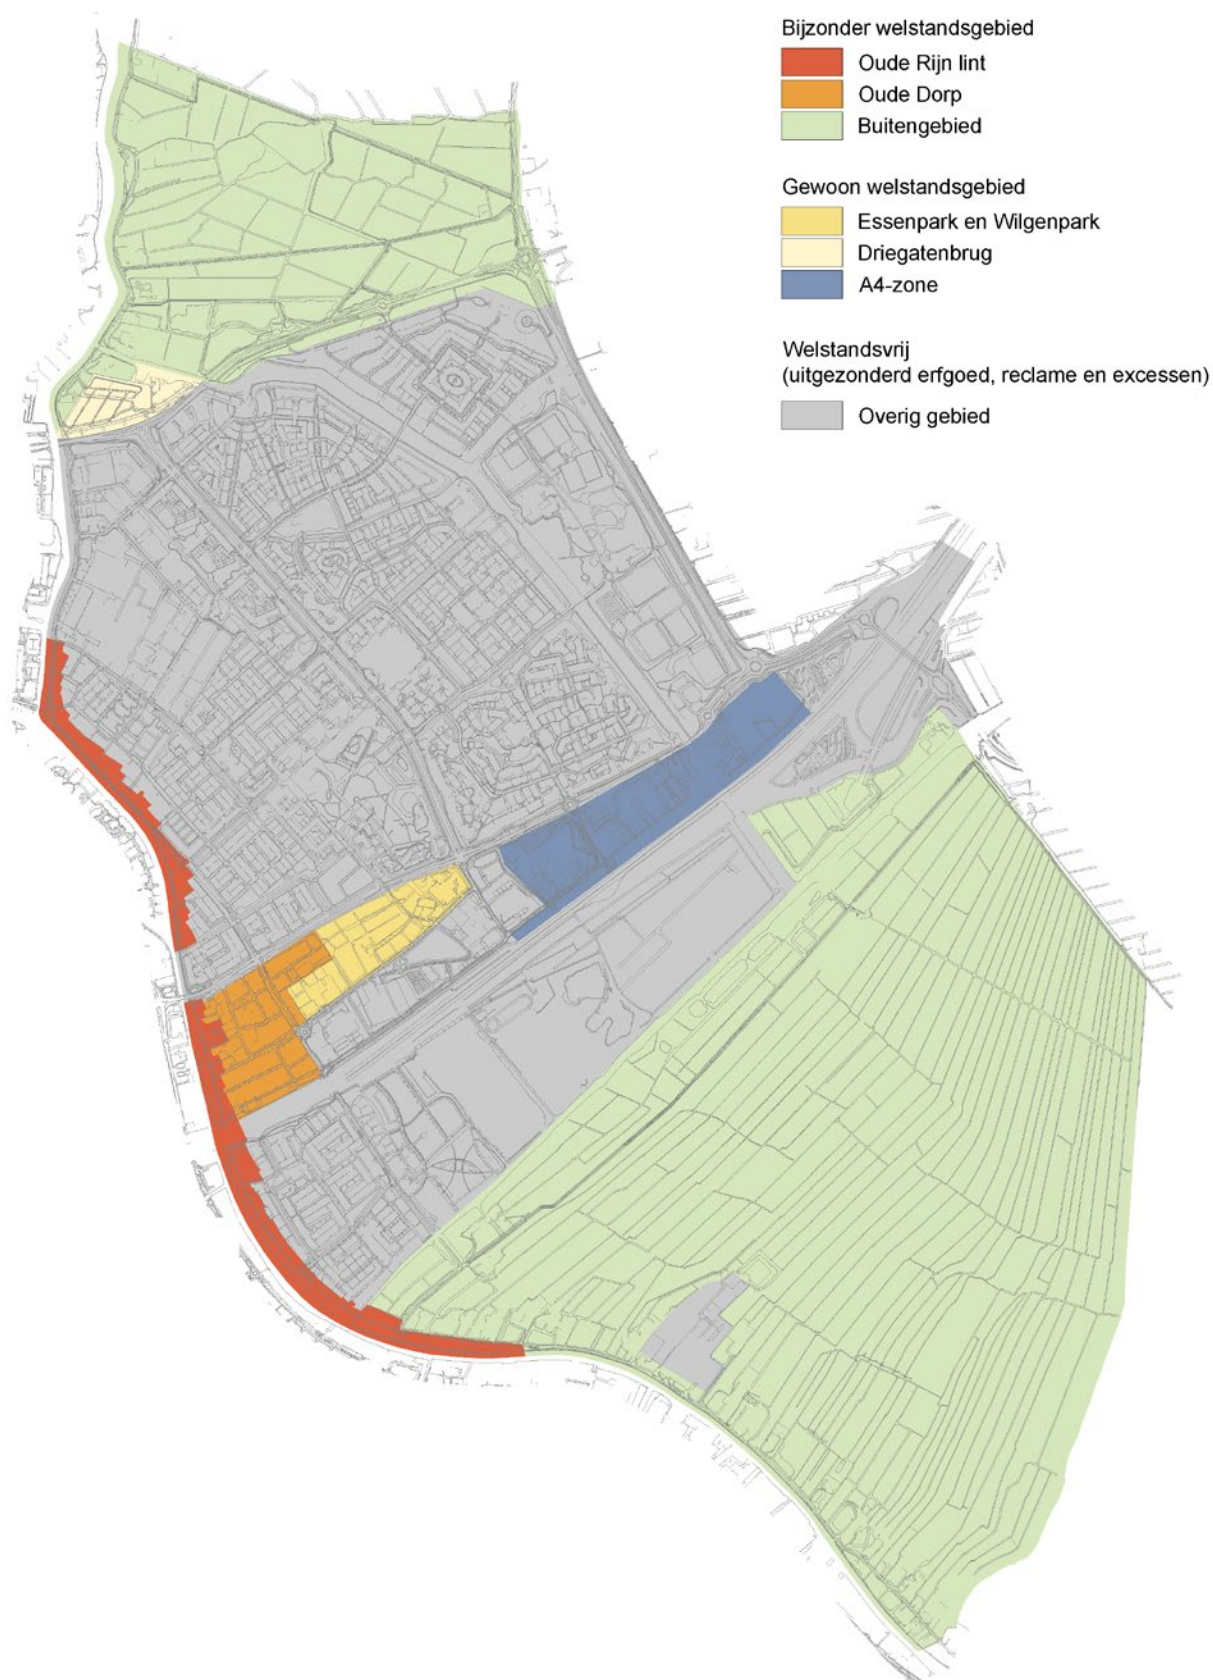 Bijzonder welstandsgebied
Oude Rijn lint
Oude Dorp
Buitengebied
Gewoon welstandsgebied
Essenpark en Wilgenpark
Driegatenbrug
A4-zone
Welstandsvrij
(uitgezonderd erfgoed, reclame en excessen)
Overig gebied